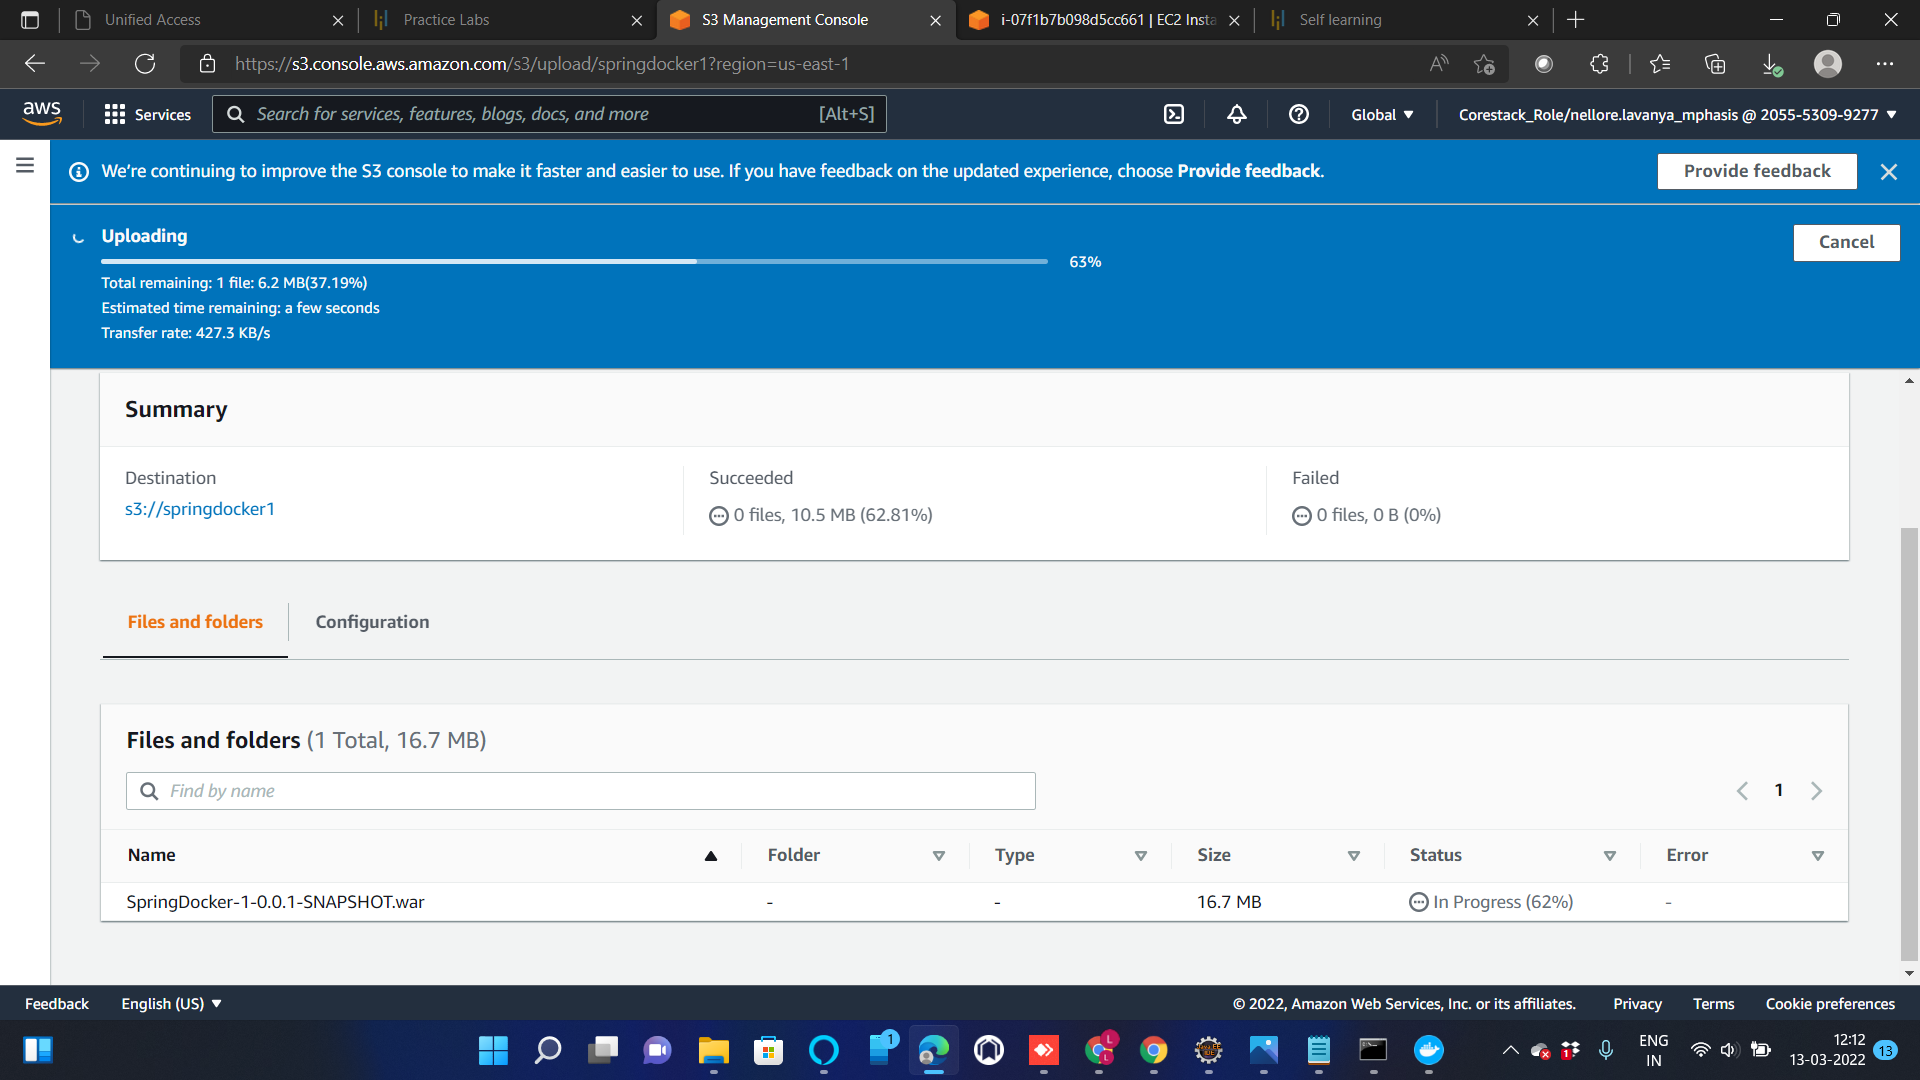 Unified Access
Practice Labs
S3 Management Console
i-07f1b7b098d5cc661 | EC2 Insta
Self learning
https://s3.console.aws.amazon.com/s3/upload/springdocker1?region=us-east-1
aws
Services
Search for services, features, blogs, docs, and more
[Alt+S]
Global
Corestack_Role/nellore.lavanya_mphasis @ 2055-5309-9277
We're continuing to improve the S3 console to make it faster and easier to use. If you have feedback on the updated experience, choose Provide feedback.
Provide feedback
Uploading
Cancel
63%
Total remaining: 1 file: 6.2 MB(37.19%)
Estimated time remaining: a few seconds
Transfer rate: 427.3 KB/s
Summary
Destination
s3://springdocker1
Succeeded
0 files, 10.5 MB (62.81%)
Failed
0 files, 0 B (0%)
Files and folders
Configuration
Files and folders (1 Total, 16.7 MB)
Find by name
1
Name Folder Type Size Status Error
SpringDocker-1-0.0.1-SNAPSHOT.war - - 16.7 MB In Progress (62%) -
Feedback
English (US)
© 2022, Amazon Web Services, Inc. or its affiliates.
Privacy
Terms
Cookie preferences
1
L
L
1
ENG
IN
12:12
13-03-2022
13